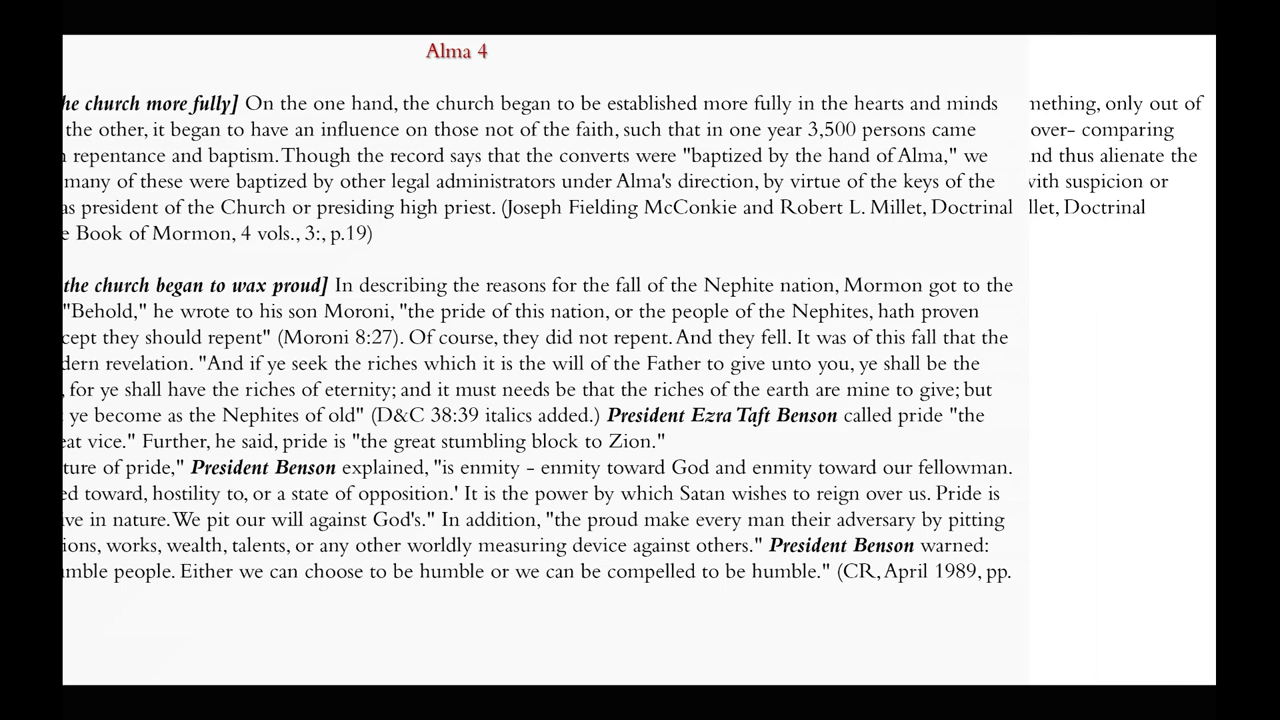 Alma 4
he church more fully] On the one hand, the church began to be established more fully in the hearts and minds
the other, it began to have an influence on those not of the faith, such that in one year 3,500 persons came
repentance and baptism. Though the record says that the converts were "baptized by the hand of Alma," we
many of these were baptized by other legal administrators under Alma's direction, by virtue of the keys of the
as president of the Church or presiding high priest. (Joseph Fielding McConkie and Robert L. Millet, Doctrinal
e Book of Mormon, 4 vols., 3:, p.19)
the church began to wax proud] In describing the reasons for the fall of the Nephite nation, Mormon got to the
"Behold," he wrote to his son Moroni, "the pride of this nation, or the people of the Nephites, hath proven
cept they should repent" (Moroni 8:27). Of course, they did not repent. And they fell. It was of this fall that the
dern revelation. "And if ye seek the riches which it is the will of the Father to give unto you, ye shall be the
, for ye shall have the riches of eternity; and it must needs be that the riches of the earth are mine to give; but
ye become as the Nephites of old" (D&C 38:39 italics added.) President Ezra Taft Benson called pride "the
eat vice." Further, he said, pride is "the great stumbling block to Zion."
ture of pride," President Benson explained, "is enmity - enmity toward God and enmity toward our fellowman.
ed toward, hostility to, or a state of opposition.' It is the power by which Satan wishes to reign over us. Pride is
ive in nature. We pit our will against God's." In addition, "the proud make every man their adversary by pitting
ions, works, wealth, talents, or any other worldly measuring device against others." President Benson warned:
umble people. Either we can choose to be humble or we can be compelled to be humble." (CR, April 1989, pp.
mething, only out of
over- comparing
nd thus alienate the
with suspicion or
llet, Doctrinal